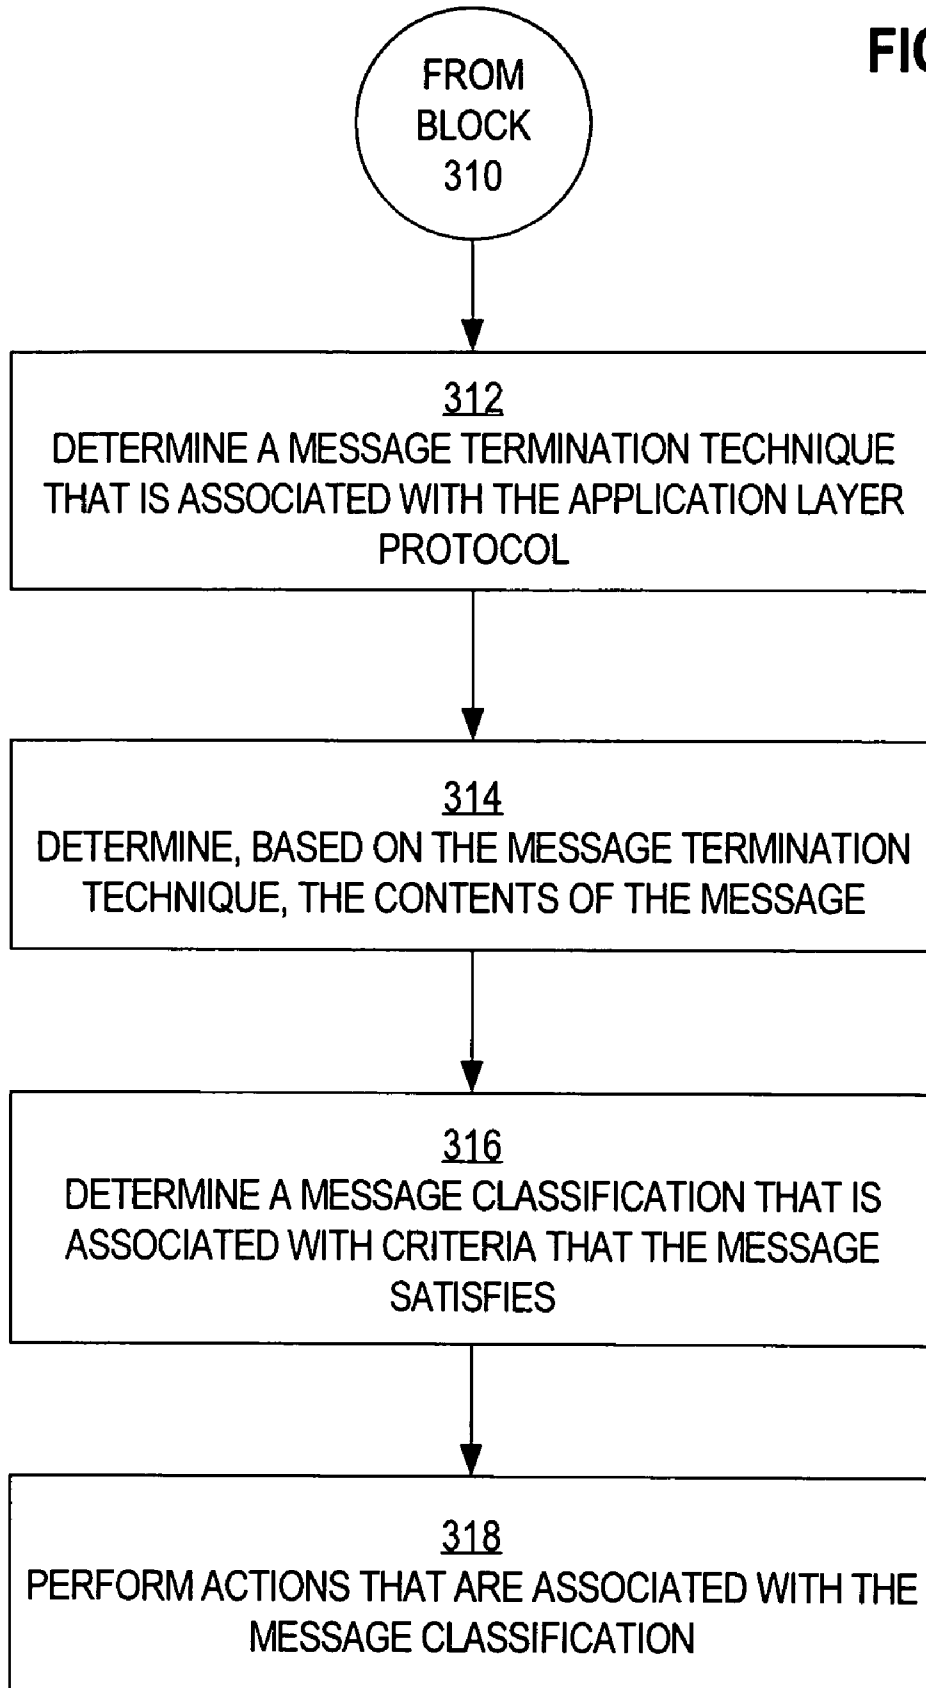 FIG
FROM
BLOCK
310
312
DETERMINE A MESSAGE TERMINATION TECHNIQUE
THAT IS ASSOCIATED WITH THE APPLICATION LAYER
PROTOCOL
314
DETERMINE, BASED ON THE MESSAGE TERMINATION
TECHNIQUE, THE CONTENTS OF THE MESSAGE
316
DETERMINE A MESSAGE CLASSIFICATION THAT IS
ASSOCIATED WITH CRITERIA THAT THE MESSAGE
SATISFIES
318
PERFORM ACTIONS THAT ARE ASSOCIATED WITH THE
MESSAGE CLASSIFICATION